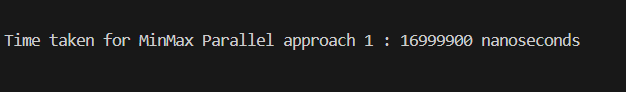 Time taken for MinMax Parallel approach 1 : 16999900 nanoseconds